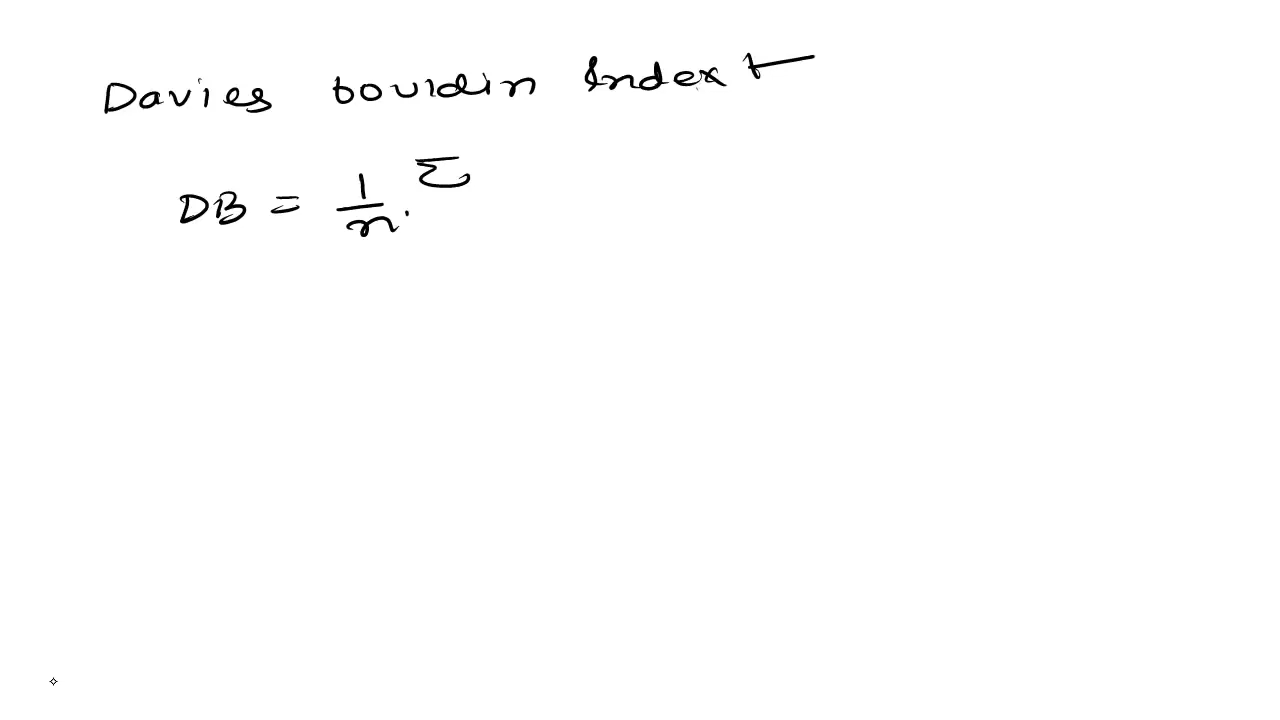 Davies bouldin Index
DB = 1/n . Σ